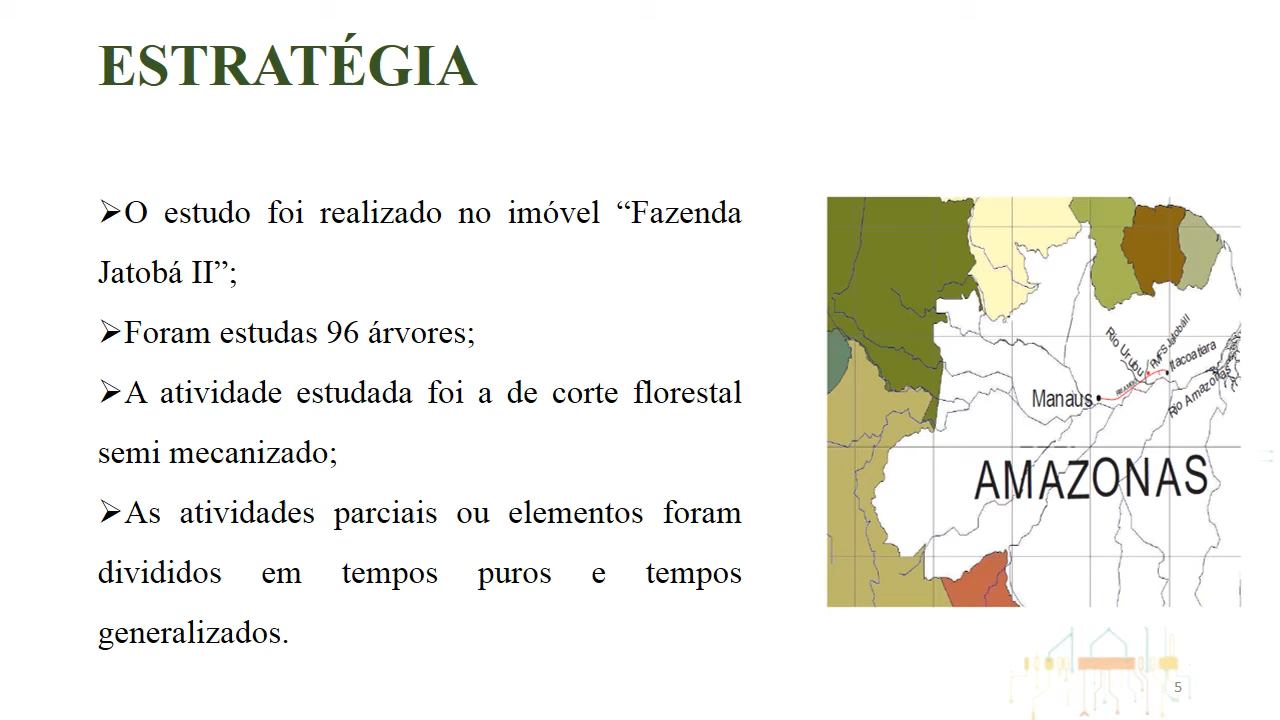 ESTRATÉGIA
➢O estudo foi realizado no imóvel “Fazenda
Jatobá II”;
➢Foram estudas 96 árvores;
➢A atividade estudada foi a de corte florestal
semi mecanizado;
➢As atividades parciais ou elementos foram
divididos em tempos puros e tempos
generalizados.
Rio Urubu
PMFS JatobáII
Itacoatiara
Manaus
Rio Amazonas
AMAZONAS
5